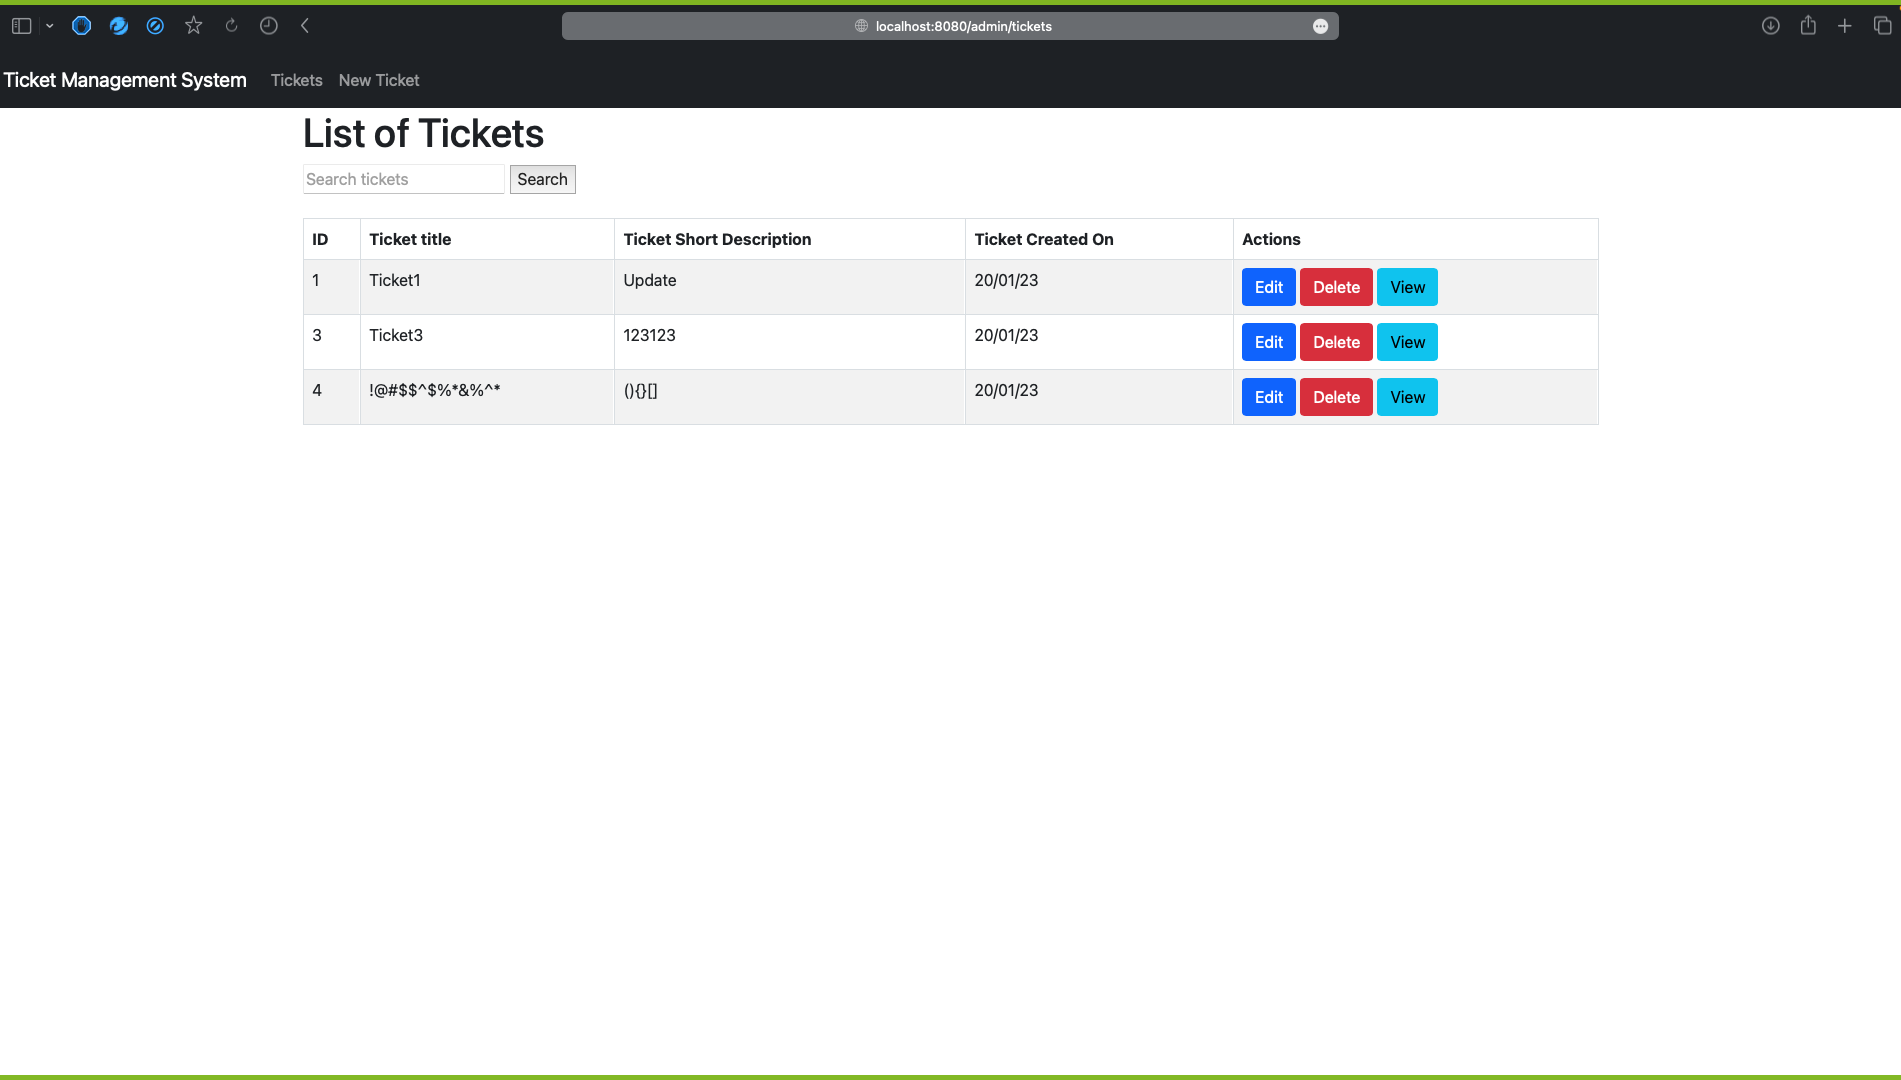 localhost:8080/admin/tickets
Ticket Management System Tickets New Ticket
List of Tickets
Search tickets Search
ID Ticket title Ticket Short Description Ticket Created On Actions
1 Ticket1 Update 20/01/23 Edit Delete View
3 Ticket3 123123 20/01/23 Edit Delete View
4 !@#$$^$%*&%^* (){}[] 20/01/23 Edit Delete View